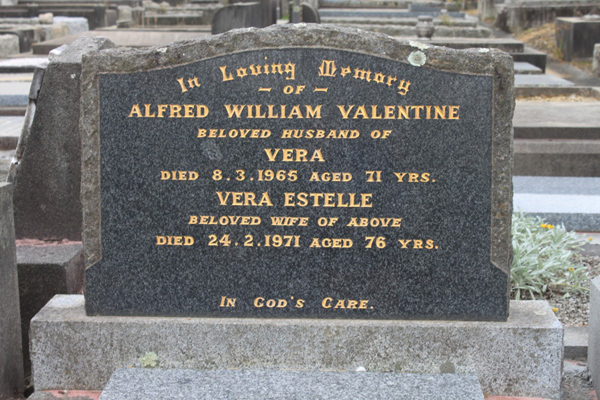 In Loving Memory
– OF –
ALFRED WILLIAM VALENTINE
BELOVED HUSBAND OF
VERA
DIED 8.3.1965 AGED 71 YRS.
VERA ESTELLE
BELOVED WIFE OF ABOVE
DIED 24.2.1971 AGED 76 YRS.
IN GOD'S CARE.